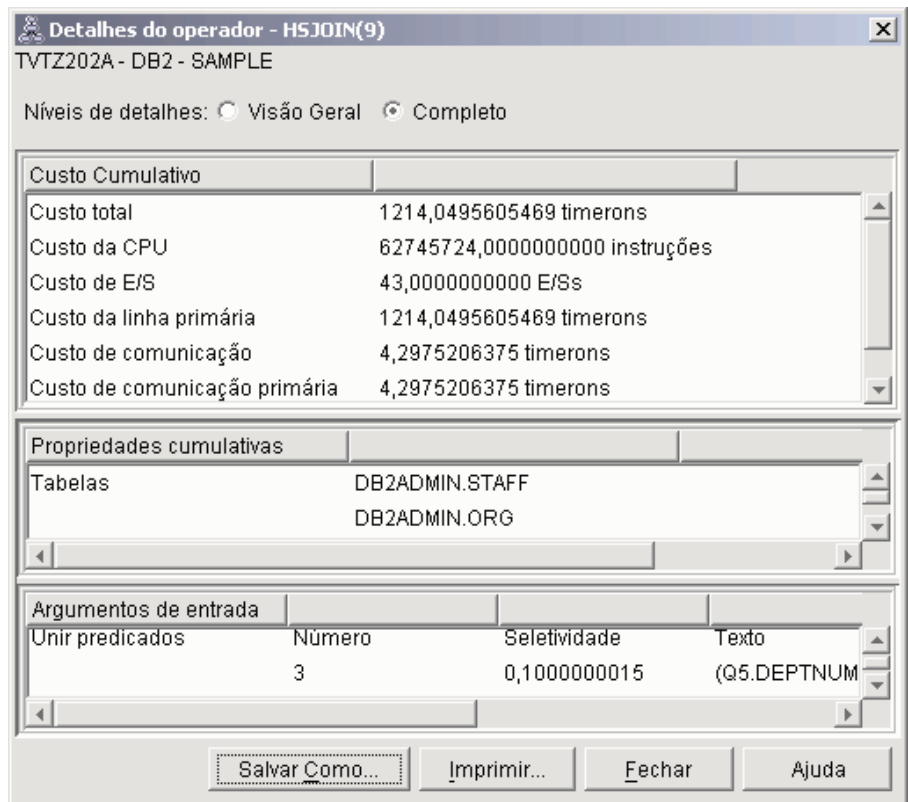 Detalhes do operador - HSJOIN(9)
TVTZ202A - DB2 - SAMPLE
Níveis de detalhes: Visão Geral Completo
Custo Cumulativo
Custo total 1214,0495605469 timerons
Custo da CPU 62745724,0000000000 instruções
Custo de E/S 43,0000000000 E/Ss
Custo da linha primária 1214,0495605469 timerons
Custo de comunicação 4,2975206375 timerons
Custo de comunicação primária 4,2975206375 timerons
Propriedades cumulativas
Tabelas DB2ADMIN.STAFF
DB2ADMIN.ORG
Argumentos de entrada
Unir predicados Número Seletividade Texto
3 0,1000000015 (Q5.DEPTNUM
Salvar Como... Imprimir... Fechar Ajuda